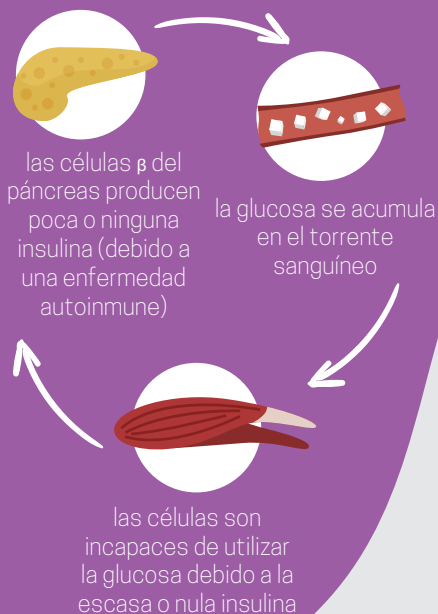 las células β del
páncreas producen
poca o ninguna
insulina (debido a
una enfermedad
autoinmune)
la glucosa se acumula
en el torrente
sanguíneo
las células son
incapaces de utilizar
la glucosa debido a la
escasa o nula insulina